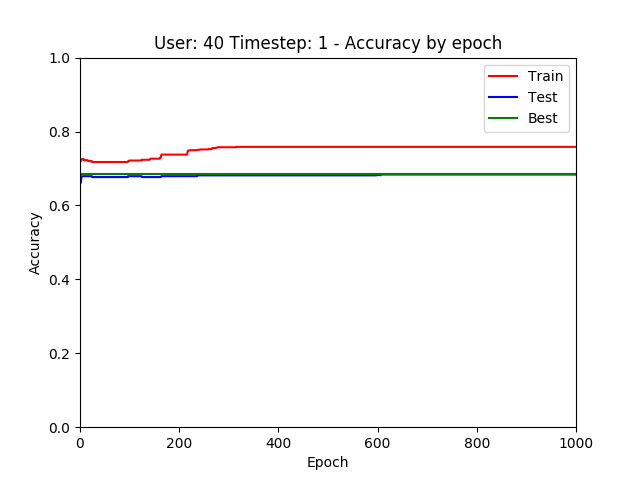 User: 40 Timestep: 1 - Accuracy by epoch
1.0
0.8
0.6
0.4
0.2
0.0
Accuracy
Train
Test
Best
0 200 400 600 800 1000
Epoch